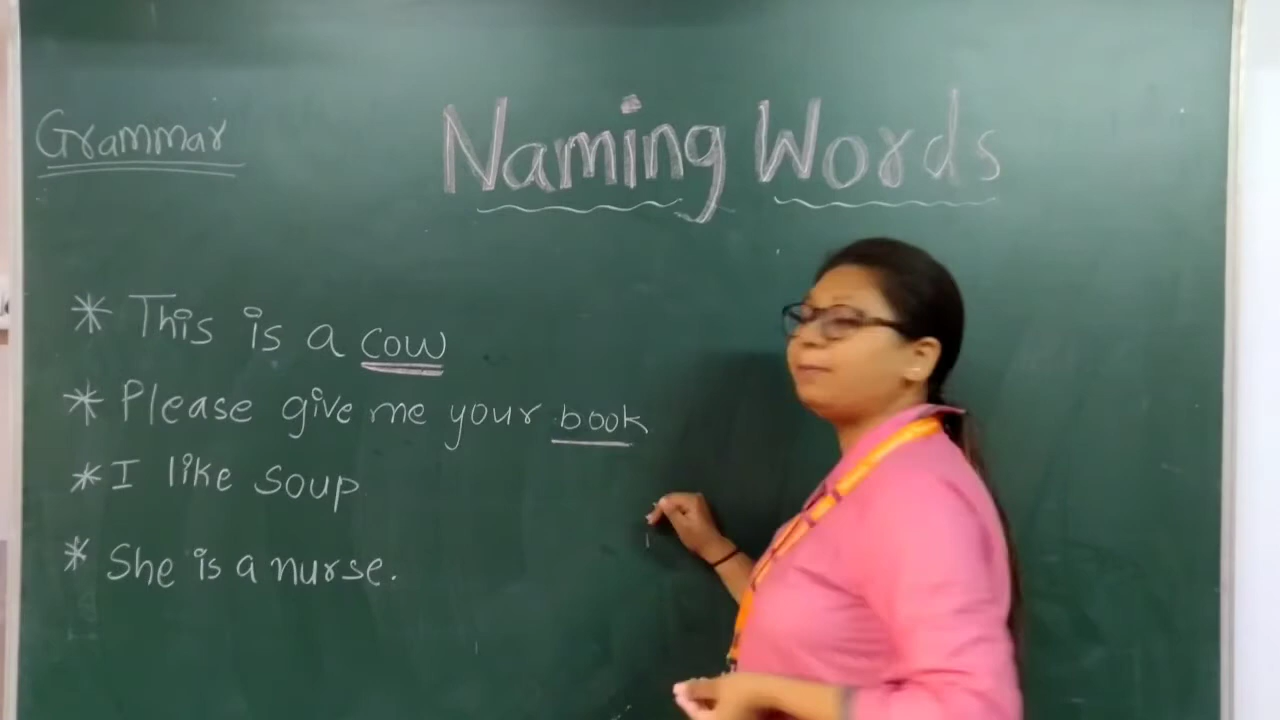 Grammar
Naming Words
* This is a cow
* Please give me your book
* I like soup
* She is a nurse.